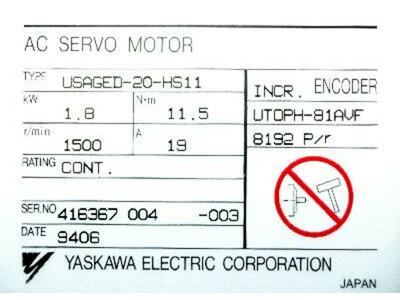 AC SERVO MOTOR
TYPE USAGED-20-HS11
kW 1.8 N·m 11.5
r/min 1500 A 19
RATING CONT.
SER.NO 416367 004 -003
DATE 9406
INCR. ENCODER
UTOPH-81AVF
8192 P/r
YASKAWA ELECTRIC CORPORATION
JAPAN